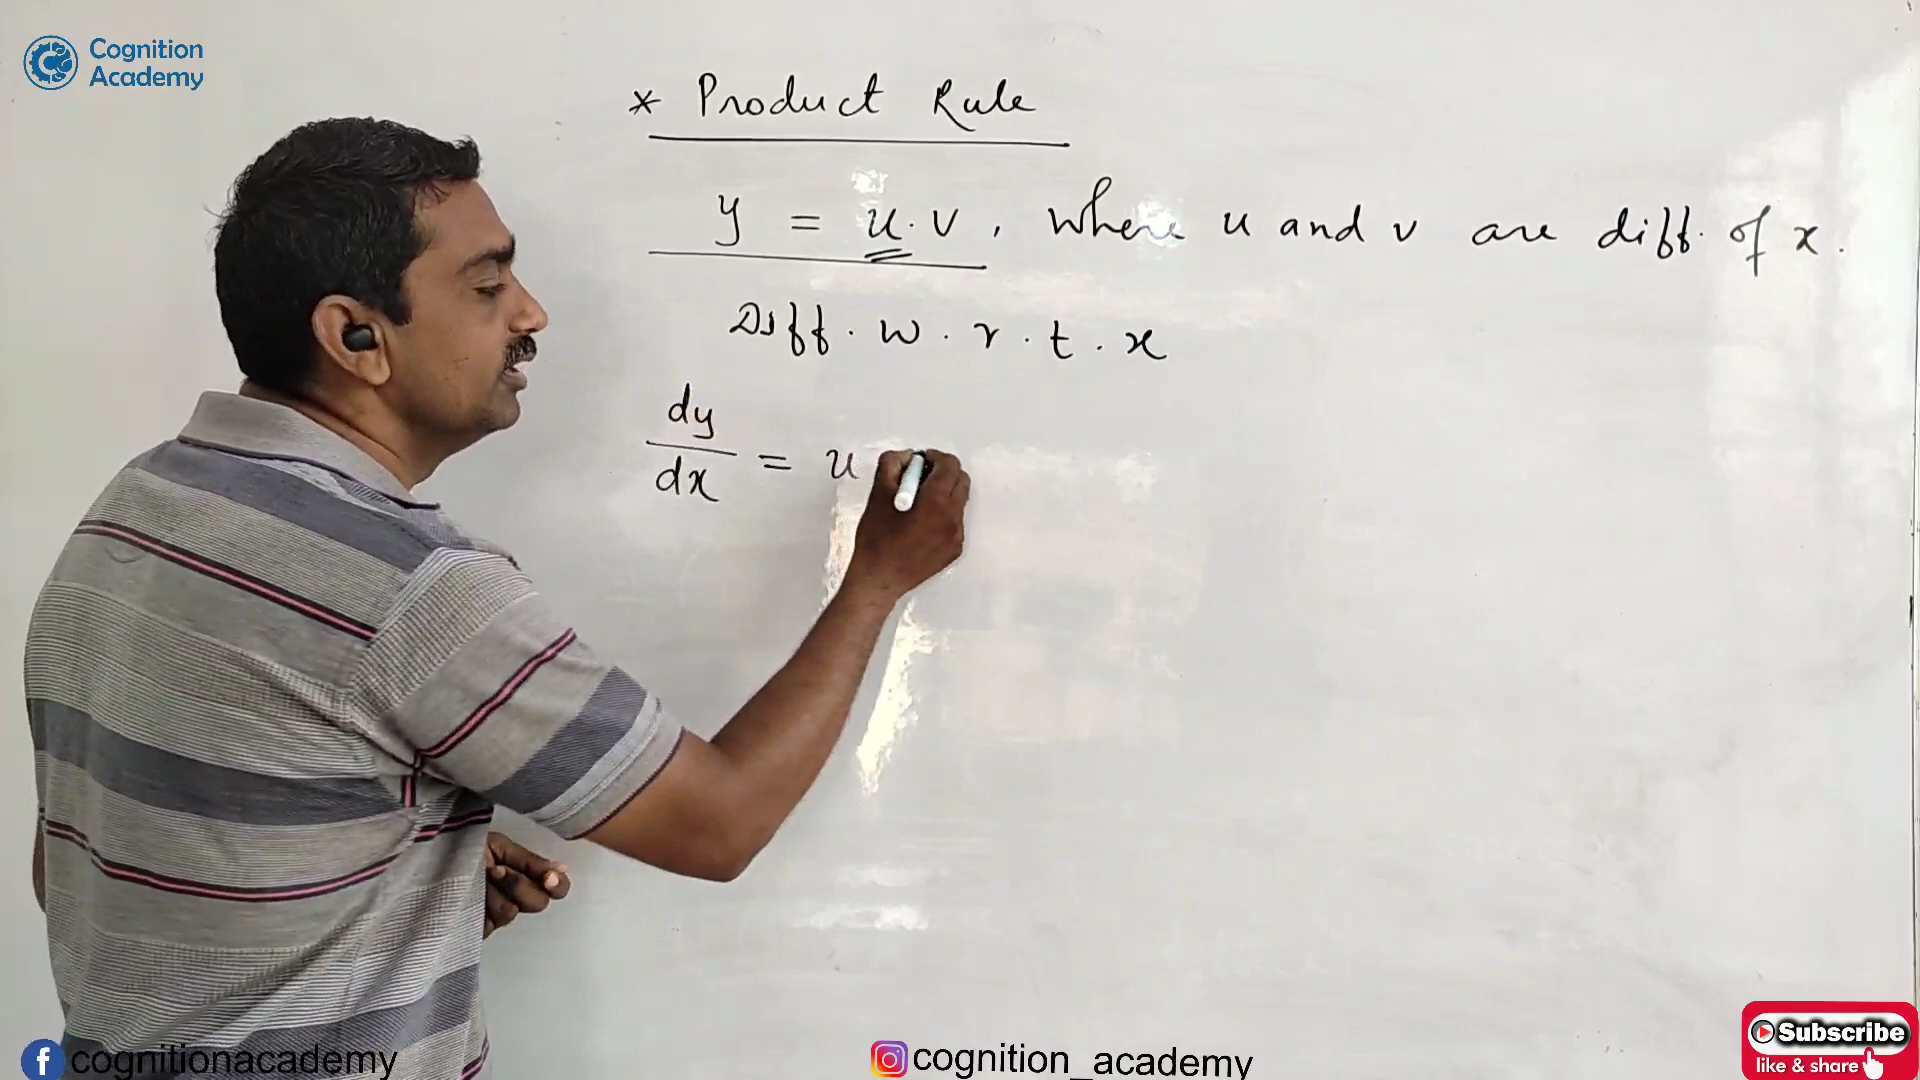 Cognition
Academy
* Product Rule
y = u . v , where u and v are diff. of x .
Diff . w . r . t . x
dy
dx
= u
cognitionacademy
cognition_academy
Subscribe
like & share